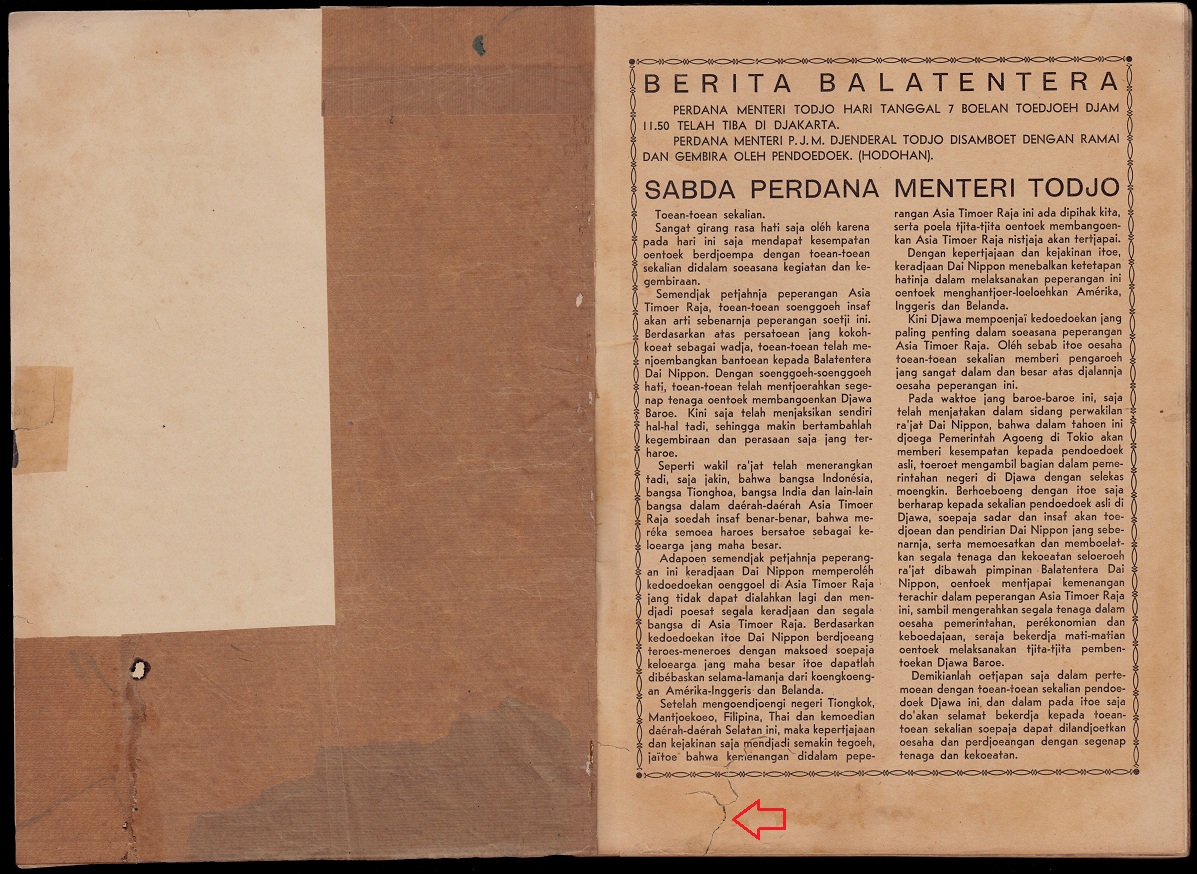 BERITA BALATENTERA
PERDANA MENTERI TODJO HARI TANGGAL 7 BOELAN TOEDJOEH DJAM
11.50 TELAH TIBA DI DJAKARTA.
PERDANA MENTERI P.J.M. DJENDERAL TODJO DISAMBOET DENGAN RAMAI
DAN GEMBIRA OLEH PENDOEDOEK. (HODOHAN).
SABDA PERDANA MENTERI TODJO
Toean-toean sekalian.
Sangat girang rasa hati saja oléh karena
pada hari ini saja mendapat kesempatan
oentoek berdjoempa dengan toean-toean
sekalian didalam soeasana kegiatan dan ke-
gembiraan.
Semendjak petjahnja peperangan Asia
Timoer Raja, toean-toean soenggoeh insaf
akan arti sebenarnja peperangan soetji ini.
Berdasarkan atas persatoean jang kokoh-
koeat sebagai wadja, toean-toean telah me-
njoembangkan bantoean kepada Balatentera
Dai Nippon. Dengan soenggoeh-soenggoeh
hati, toean-toean telah mentjoerahkan sege-
nap tenaga oentoek membangoenkan Djawa
Baroe. Kini saja telah menjaksikan sendiri
hal-hal tadi, sehingga makin bertambahlah
kegembiraan dan perasaan saja jang ter-
haroe.
Seperti wakil ra'jat telah menerangkan
tadi, saja jakin, bahwa bangsa Indonésia,
bangsa Tionghoa, bangsa India dan lain-lain
bangsa dalam daérah-daérah Asia Timoer
Raja soedah insaf benar-benar, bahwa me-
réka semoea haroes bersatoe sebagai ke-
loearga jang maha besar.
Adapoen semendjak petjahnja peperang-
an ini keradjaan Dai Nippon memperoléh
kedoedoekan oenggoel di Asia Timoer Raja
jang tidak dapat dialahkan lagi dan men-
djadi poesat segala keradjaan dan segala
bangsa di Asia Timoer Raja. Berdasarkan
kedoedoekan itoe Dai Nippon berdjoeang
teroes-meneroes dengan maksoed soepaja
keloearga jang maha besar itoe dapatlah
dibébaskan selama-lamanja dari koengkoeng-
an Amérika-Inggeris dan Belanda.
Setelah mengoendjoengi negeri Tiongkok,
Mantjoekoeo, Filipina, Thai dan kemoedian
daérah-daérah Selatan ini, maka kepertjajaan
dan kejakinan saja mendjadi semakin tegoeh,
jaïtoe bahwa kemenangan didalam pepe-
rangan Asia Timoer Raja ini ada dipihak kita,
serta poela tjita-tjita oentoek membangoen-
kan Asia Timoer Raja nistjaja akan tertjapai.
Dengan kepertjajaan dan kejakinan itoe,
keradjaan Dai Nippon menebalkan ketetapan
hatinja dalam melaksanakan peperangan ini
oentoek menghantjoer-loeloehkan Amérika,
Inggeris dan Belanda.
Kini Djawa mempoenjaï kedoedoekan jang
paling penting dalam soeasana peperangan
Asia Timoer Raja. Oléh sebab itoe oesaha
toean-toean sekalian memberi pengaroeh
jang sangat dalam dan besar atas djalannja
oesaha peperangan ini.
Pada waktoe jang baroe-baroe ini, saja
telah menjatakan dalam sidang perwakilan
ra'jat Dai Nippon, bahwa dalam tahoen ini
djoega Pemerintah Agoeng di Tokio akan
memberi kesempatan kepada pendoedoek
asli, toeroet mengambil bagian dalam peme-
rintahan negeri di Djawa dengan selekas
moengkin. Berhoeboeng dengan itoe saja
berharap kepada sekalian pendoedoek asli di
Djawa, soepaja sadar dan insaf akan toe-
djoean dan pendirian Dai Nippon jang sebe-
narnja, serta memoesatkan dan memboelat-
kan segala tenaga dan kekoeatan seloeroeh
ra'jat dibawah pimpinan Balatentera Dai
Nippon, oentoek mentjapai kemenangan
terachir dalam peperangan Asia Timoer Raja
ini, sambil mengerahkan segala tenaga dalam
oesaha pemerintahan, perékonomian dan
keboedajaan, seraja bekerdja mati-matian
oentoek melaksanakan tjita-tjita pemben-
toekan Djawa Baroe.
Demikianlah oetjapan saja dalam perte-
moean dengan toean-toean sekalian pendoe-
doek Djawa ini, dan dalam pada itoe saja
do'akan selamat bekerdja kepada toean-
toean sekalian soepaja dapat dilandjoetkan
oesaha dan perdjoeangan dengan segenap
tenaga dan kekoeatan.